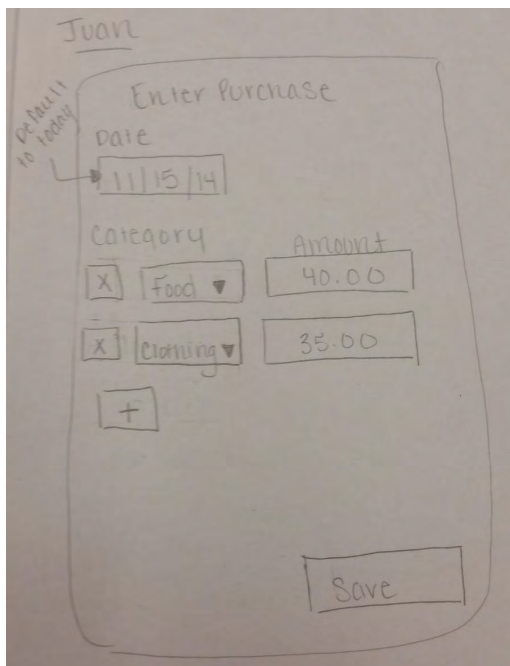 Juan
Enter Purchase
Default
to today
Date
11/15/14
Category Amount
X Food ▼ 40.00
X Clothing ▼ 35.00
+
Save